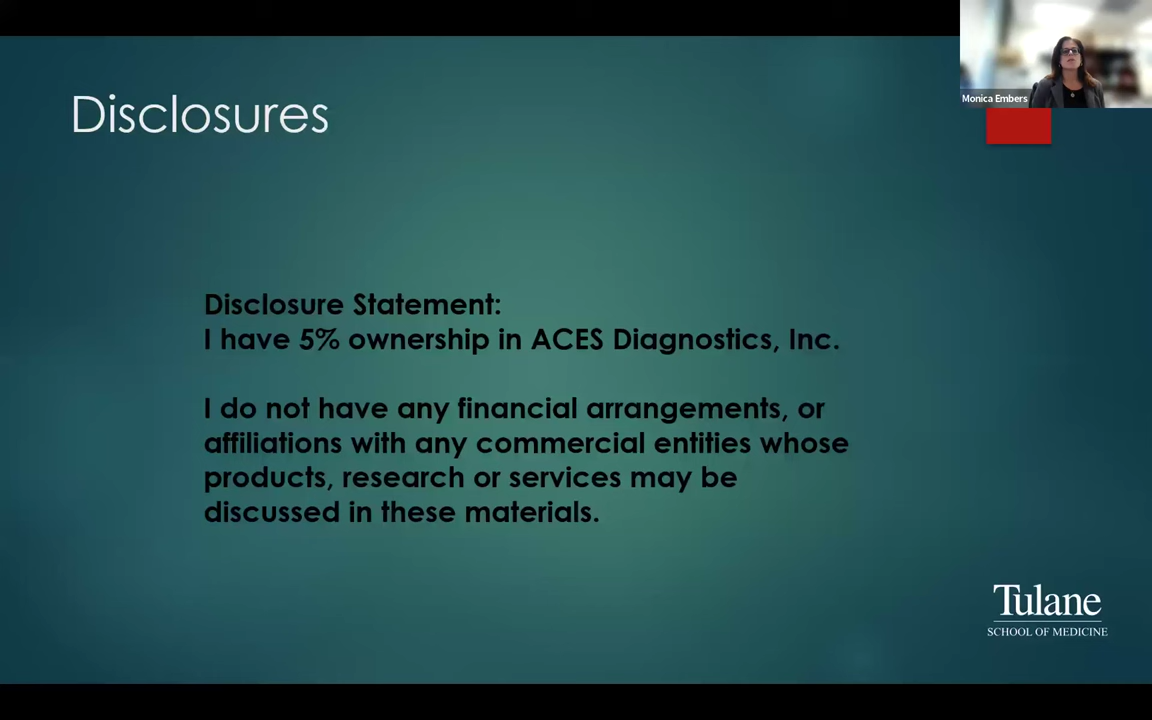 Monica Embers
Disclosures
Disclosure Statement:
I have 5% ownership in ACES Diagnostics, Inc.
I do not have any financial arrangements, or
affiliations with any commercial entities whose
products, research or services may be
discussed in these materials.
Tulane
SCHOOL OF MEDICINE